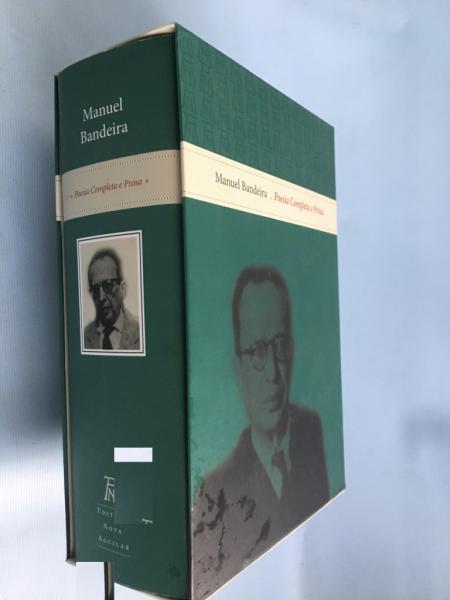 Manuel
Bandeira
• Poesia Completa e Prosa •
Manuel Bandeira . Poesia Completa e Prosa
Nova
Aguilar